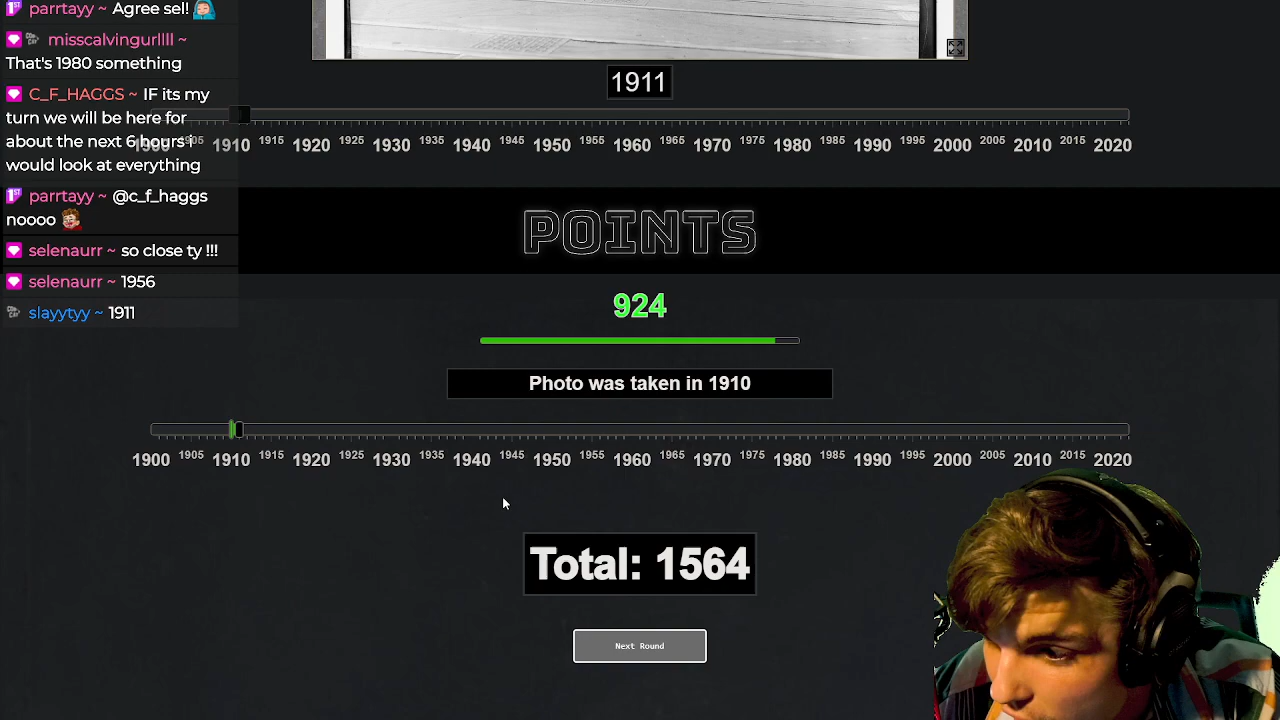 parrtayy ~ Agree sel!
misscalvingurllll ~
That's 1980 something
C_F_HAGGS ~ IF its my
turn we will be here for
about the next 6 hours i
would look at everything
parrtayy ~ @c_f_haggs
noooo
selenaurr ~ so close ty !!!
selenaurr ~ 1956
slayytyy ~ 1911
1911
1900 1905 1910 1915 1920 1925 1930 1935 1940 1945 1950 1955 1960 1965 1970 1975 1980 1985 1990 1995 2000 2005 2010 2015 2020
POINTS
924
Photo was taken in 1910
1900 1905 1910 1915 1920 1925 1930 1935 1940 1945 1950 1955 1960 1965 1970 1975 1980 1985 1990 1995 2000 2005 2010 2015 2020
Total: 1564
Next Round